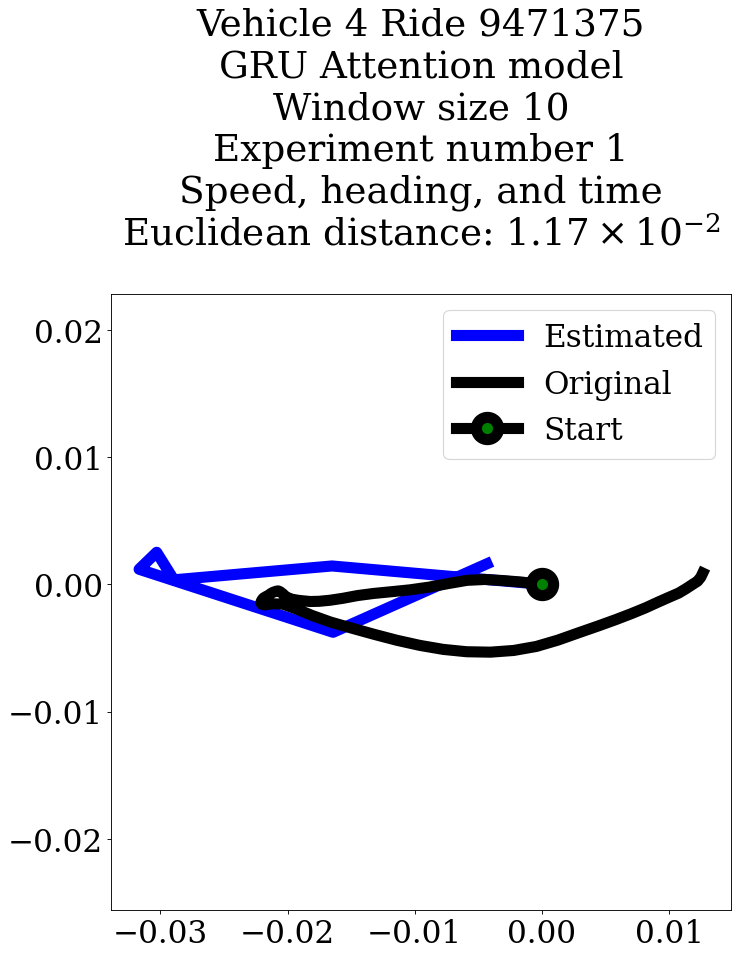 Vehicle 4 Ride 9471375
GRU Attention model
Window size 10
Experiment number 1
Speed, heading, and time
Euclidean distance: 1.17 × 10⁻²
Estimated
Original
Start
0.02
0.01
0.00
−0.01
−0.02
−0.03 −0.02 −0.01 0.00 0.01